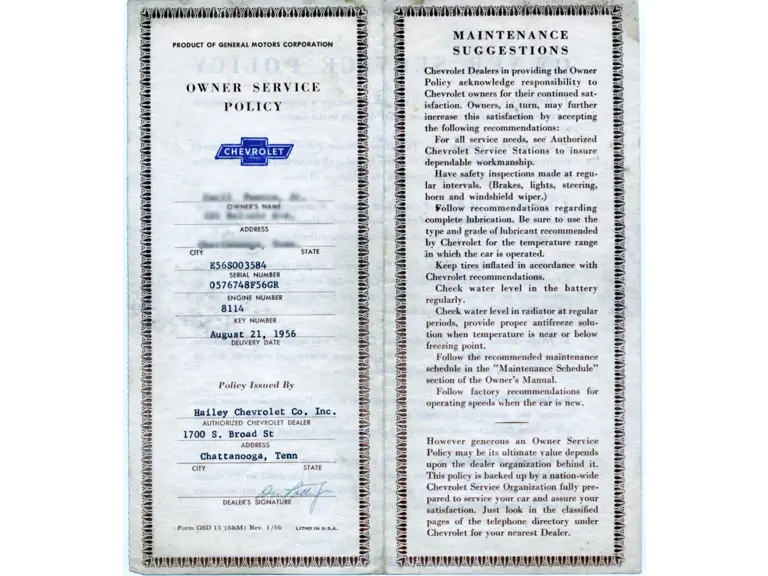 PRODUCT OF GENERAL MOTORS CORPORATION
OWNER SERVICE
POLICY
CHEVROLET
OWNER'S NAME
ADDRESS
CITY STATE
E56S003584
SERIAL NUMBER
0576748F56GR
ENGINE NUMBER
8114
KEY NUMBER
August 21, 1956
DELIVERY DATE
Policy Issued By
Hailey Chevrolet Co, Inc.
AUTHORIZED CHEVROLET DEALER
1700 S. Broad St
ADDRESS
Chattanooga, Tenn
CITY STATE
DEALER'S SIGNATURE
Form GSD 13 (S&M) Rev. 1/56 LITHO IN U.S.A.
MAINTENANCE
SUGGESTIONS
Chevrolet Dealers in providing the Owner
Policy acknowledge responsibility to
Chevrolet owners for their continued sat-
isfaction. Owners, in turn, may further
increase this satisfaction by accepting
the following recommendations:
For all service needs, see Authorized
Chevrolet Service Stations to insure
dependable workmanship.
Have safety inspections made at regu-
lar intervals. (Brakes, lights, steering,
horn and windshield wiper.)
Follow recommendations regarding
complete lubrication. Be sure to use the
type and grade of lubricant recommended
by Chevrolet for the temperature range
in which the car is operated.
Keep tires inflated in accordance with
Chevrolet recommendations.
Check water level in the battery
regularly.
Check water level in radiator at regular
periods, provide proper antifreeze solu-
tion when temperature is near or below
freezing point.
Follow the recommended maintenance
schedule in the "Maintenance Schedule"
section of the Owner's Manual.
Follow factory recommendations for
operating speeds when the car is new.
However generous an Owner Service
Policy may be its ultimate value depends
upon the dealer organization behind it.
This policy is backed up by a nation-wide
Chevrolet Service Organization fully pre-
pared to service your car and assure your
satisfaction. Just look in the classified
pages of the telephone directory under
Chevrolet for your nearest Dealer.